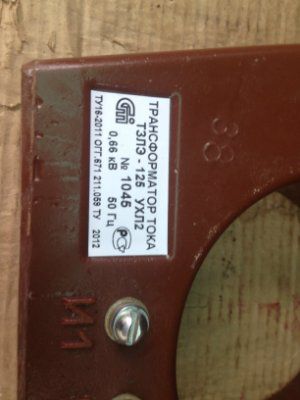 ТРАНСФОРМАТОР ТОКА
ТЗЛЭ - 125 УХЛ2
№ 1045
0,66 кВ 50 Гц
ТУ16-2011 ОГГ.671 211.059 ТУ 2012
38
И1